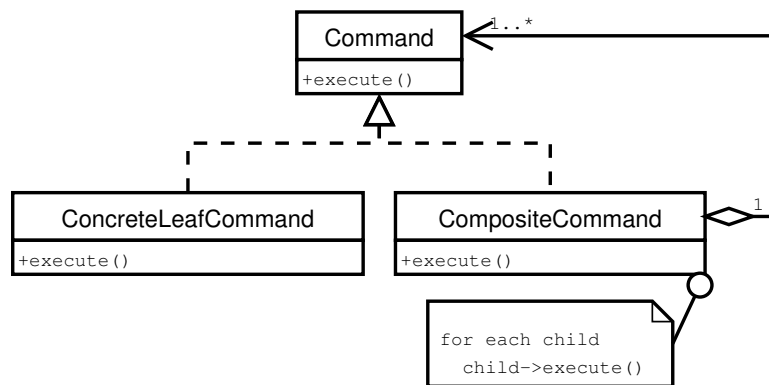 Command
1..*
+execute()
ConcreteLeafCommand
CompositeCommand
1
+execute()
+execute()
for each child
child->execute()